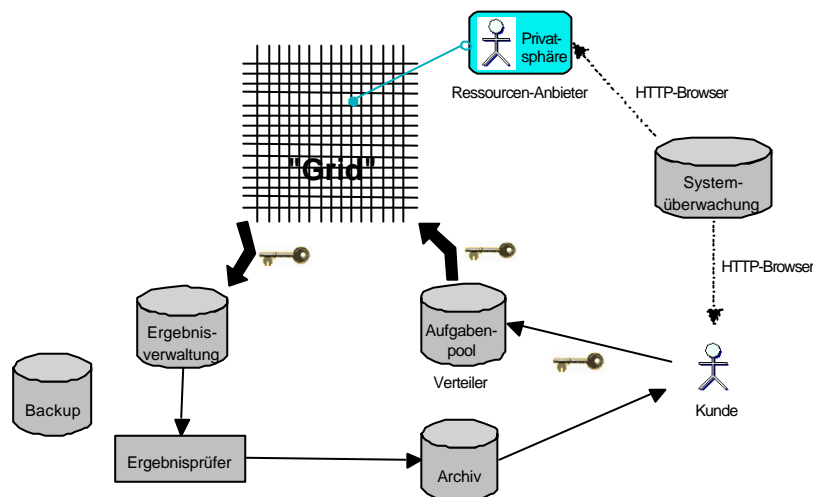 Privat-
sphäre
Ressourcen-Anbieter
HTTP-Browser
"Grid"
System-
überwachung
HTTP-Browser
Ergebnis-
verwaltung
Aufgaben-
pool
Verteiler
Kunde
Backup
Ergebnisprüfer
Archiv